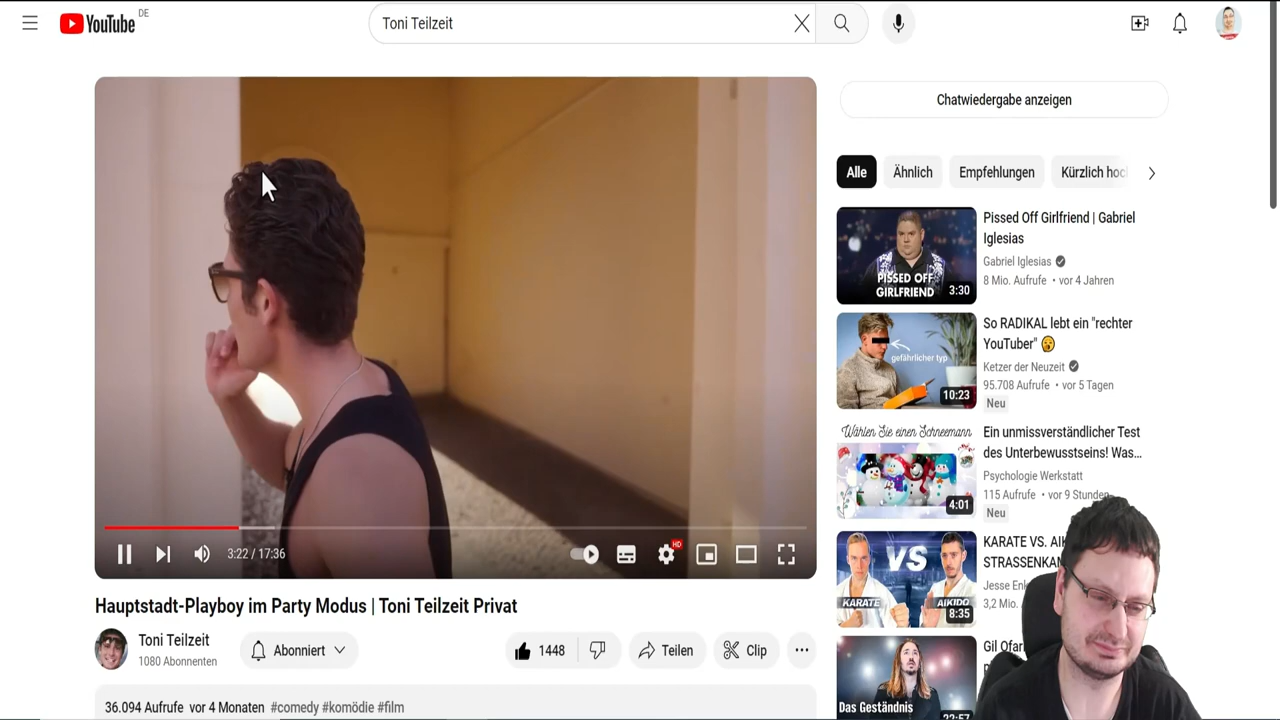 YouTube DE
Toni Teilzeit
Chatwiedergabe anzeigen
Alle
Ähnlich
Empfehlungen
Kürzlich
Pissed Off Girlfriend | Gabriel
Iglesias
Gabriel Iglesias
8 Mio. Aufrufe • vor 4 Jahren
PISSED OFF
GIRLFRIEND
3:30
So RADIKAL lebt ein "rechter
YouTuber"
Ketzer der Neuzeit
95.708 Aufrufe • vor 5 Tagen
Neu
gefährlicher typ
10:23
Wählen Sie einen Schneemann
Ein unmissverständlicher Test
des Unterbewusstseins! Was...
Psychologie Werkstatt
115 Aufrufe • vor 9 Stunden
Neu
4:01
KARATE VS.
Jesse
3,2 Mio.
VS
KARATE
AIKIDO
8:35
Gil
Das Geständnis
22:57
3:22 / 17:36
HD
Hauptstadt-Playboy im Party Modus | Toni Teilzeit Privat
Toni Teilzeit
1080 Abonnenten
Abonniert
1448
Teilen
Clip
36.094 Aufrufe vor 4 Monaten #comedy #komödie #film